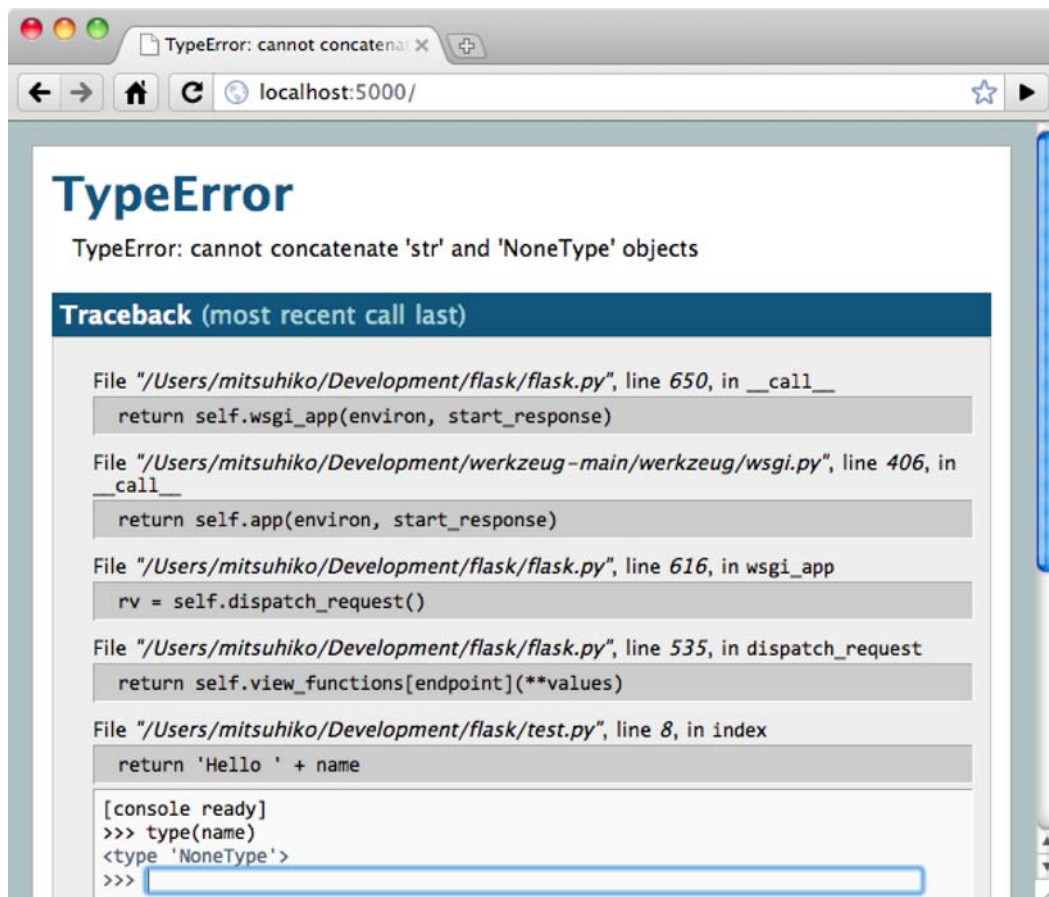 TypeError: cannot concatena
localhost:5000/
TypeError
TypeError: cannot concatenate 'str' and 'NoneType' objects
Traceback (most recent call last)
File "/Users/mitsuhiko/Development/flask/flask.py", line 650, in __call__
return self.wsgi_app(environ, start_response)
File "/Users/mitsuhiko/Development/werkzeug-main/werkzeug/wsgi.py", line 406, in
__call__
return self.app(environ, start_response)
File "/Users/mitsuhiko/Development/flask/flask.py", line 616, in wsgi_app
rv = self.dispatch_request()
File "/Users/mitsuhiko/Development/flask/flask.py", line 535, in dispatch_request
return self.view_functions[endpoint](**values)
File "/Users/mitsuhiko/Development/flask/test.py", line 8, in index
return 'Hello ' + name
[console ready]
>>> type(name)
<type 'NoneType'>
>>>